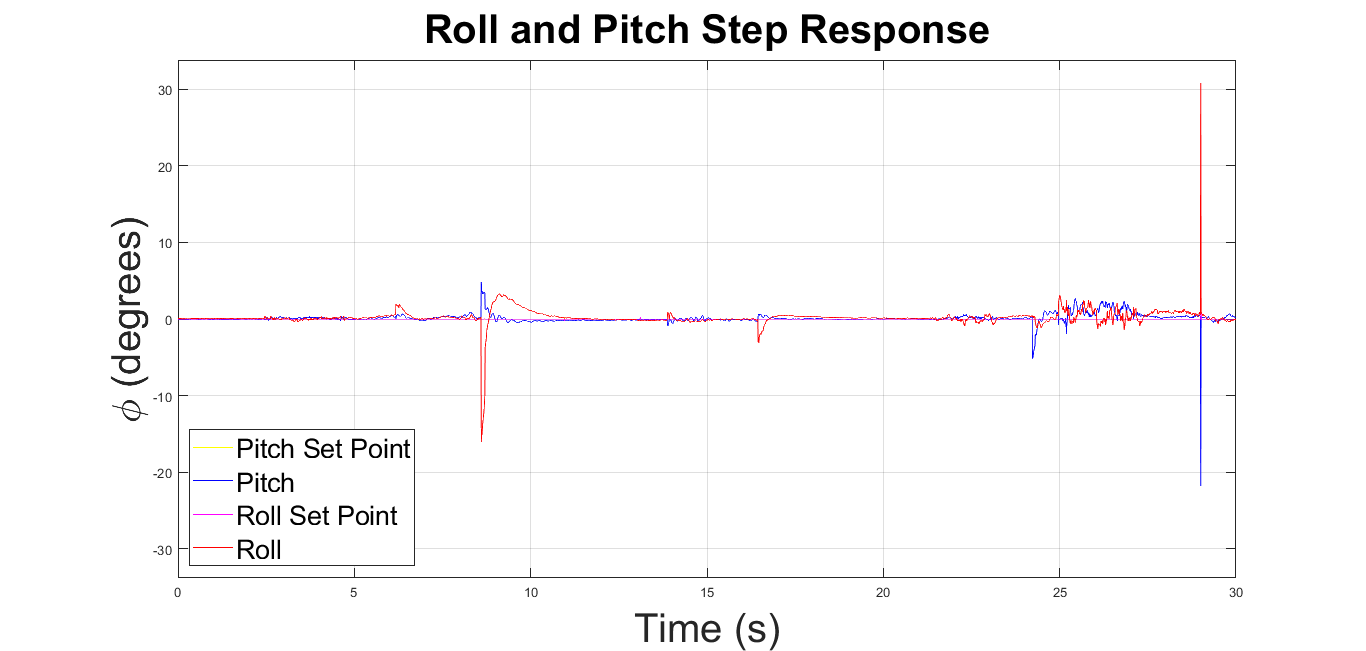 Roll and Pitch Step Response
ϕ (degrees)
30
20
10
0
-10
-20
-30
Pitch Set Point
Pitch
Roll Set Point
Roll
0 5 10 15 20 25 30
Time (s)